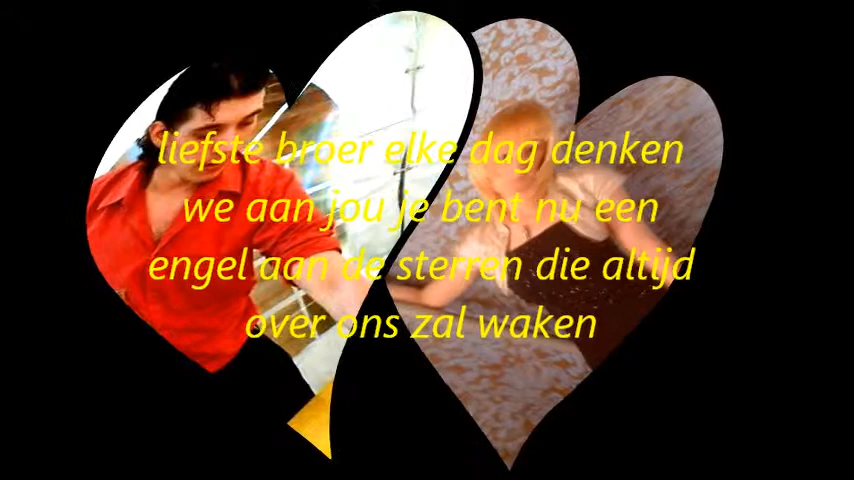 liefste broer elke dag denken
we aan jou je bent nu een
engel aan de sterren die altijd
over ons zal waken